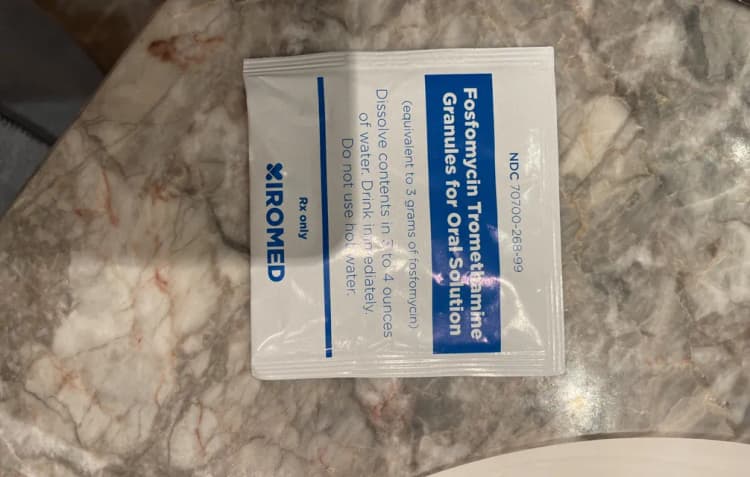 NDC 70700-268-99
Fosfomycin Tromethamine
Granules for Oral Solution
(equivalent to 3 grams of fosfomycin)
Dissolve contents in 3 to 4 ounces
of water. Drink immediately.
Do not use hot water.
Rx only
XIROMED